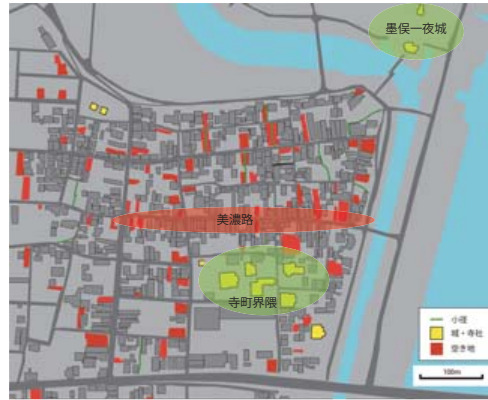 墨俣一夜城
美濃路
寺町界隈
小径
城・寺社
空き地
100m